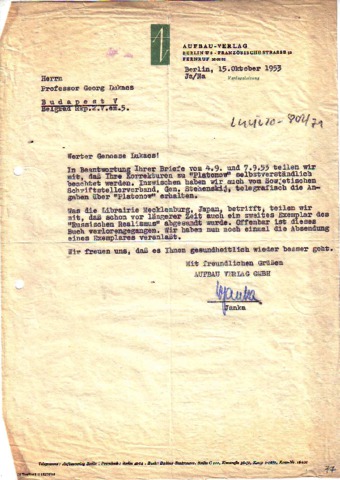 AUFBAU-VERLAG
BERLIN W 8 · FRANZÖSISCHE STRASSE 32
FERNRUF
Berlin, 15.Oktober 1953
Ja/Na
Herrn
Professor Georg Lukacs
Budapest V
Belgrad Rkp.2.V.em.5.
Werter Genosse Lukacs!
In Beantwortung Ihrer Briefe vom 4.9. und 7.9.53 teilen wir
mit, daß Ihre Korrekturen zu "Platonow" selbstverständlich
beachtet werden. Inzwischen haben wir auch vom Sowjetischen
Schriftstellerverband, Gen. telegrafisch die An-
gaben über "Platonow" erhalten.
Was die Librairie Mecklenburg, Japan, betrifft, teilen wir
mit, daß schon vor längerer Zeit auch ein zweites Exemplar des
"Russischen Realismus" abgesandt wurde. Offenbar ist dieses
Buch verlorengegangen. Wir haben nun noch einmal die Absendung
eines Exemplares veranlaßt.
Wir freuen uns, daß es Ihnen gesundheitlich wieder besser geht.
Mit freundlichen Grüßen
AUFBAU VERLAG GMBH
Janka
Janka
77